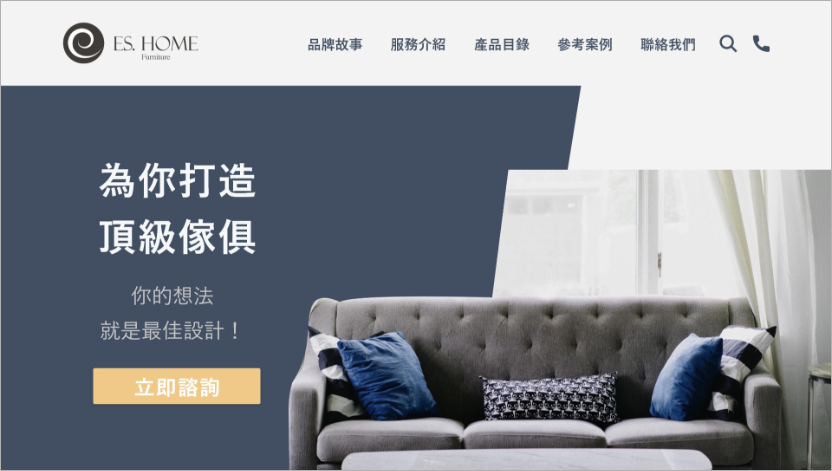 ES. HOME
Furniture
品牌故事
服務介紹
產品目錄
參考案例
聯絡我們
為你打造
頂級傢俱
你的想法
就是最佳設計！
立即諮詢